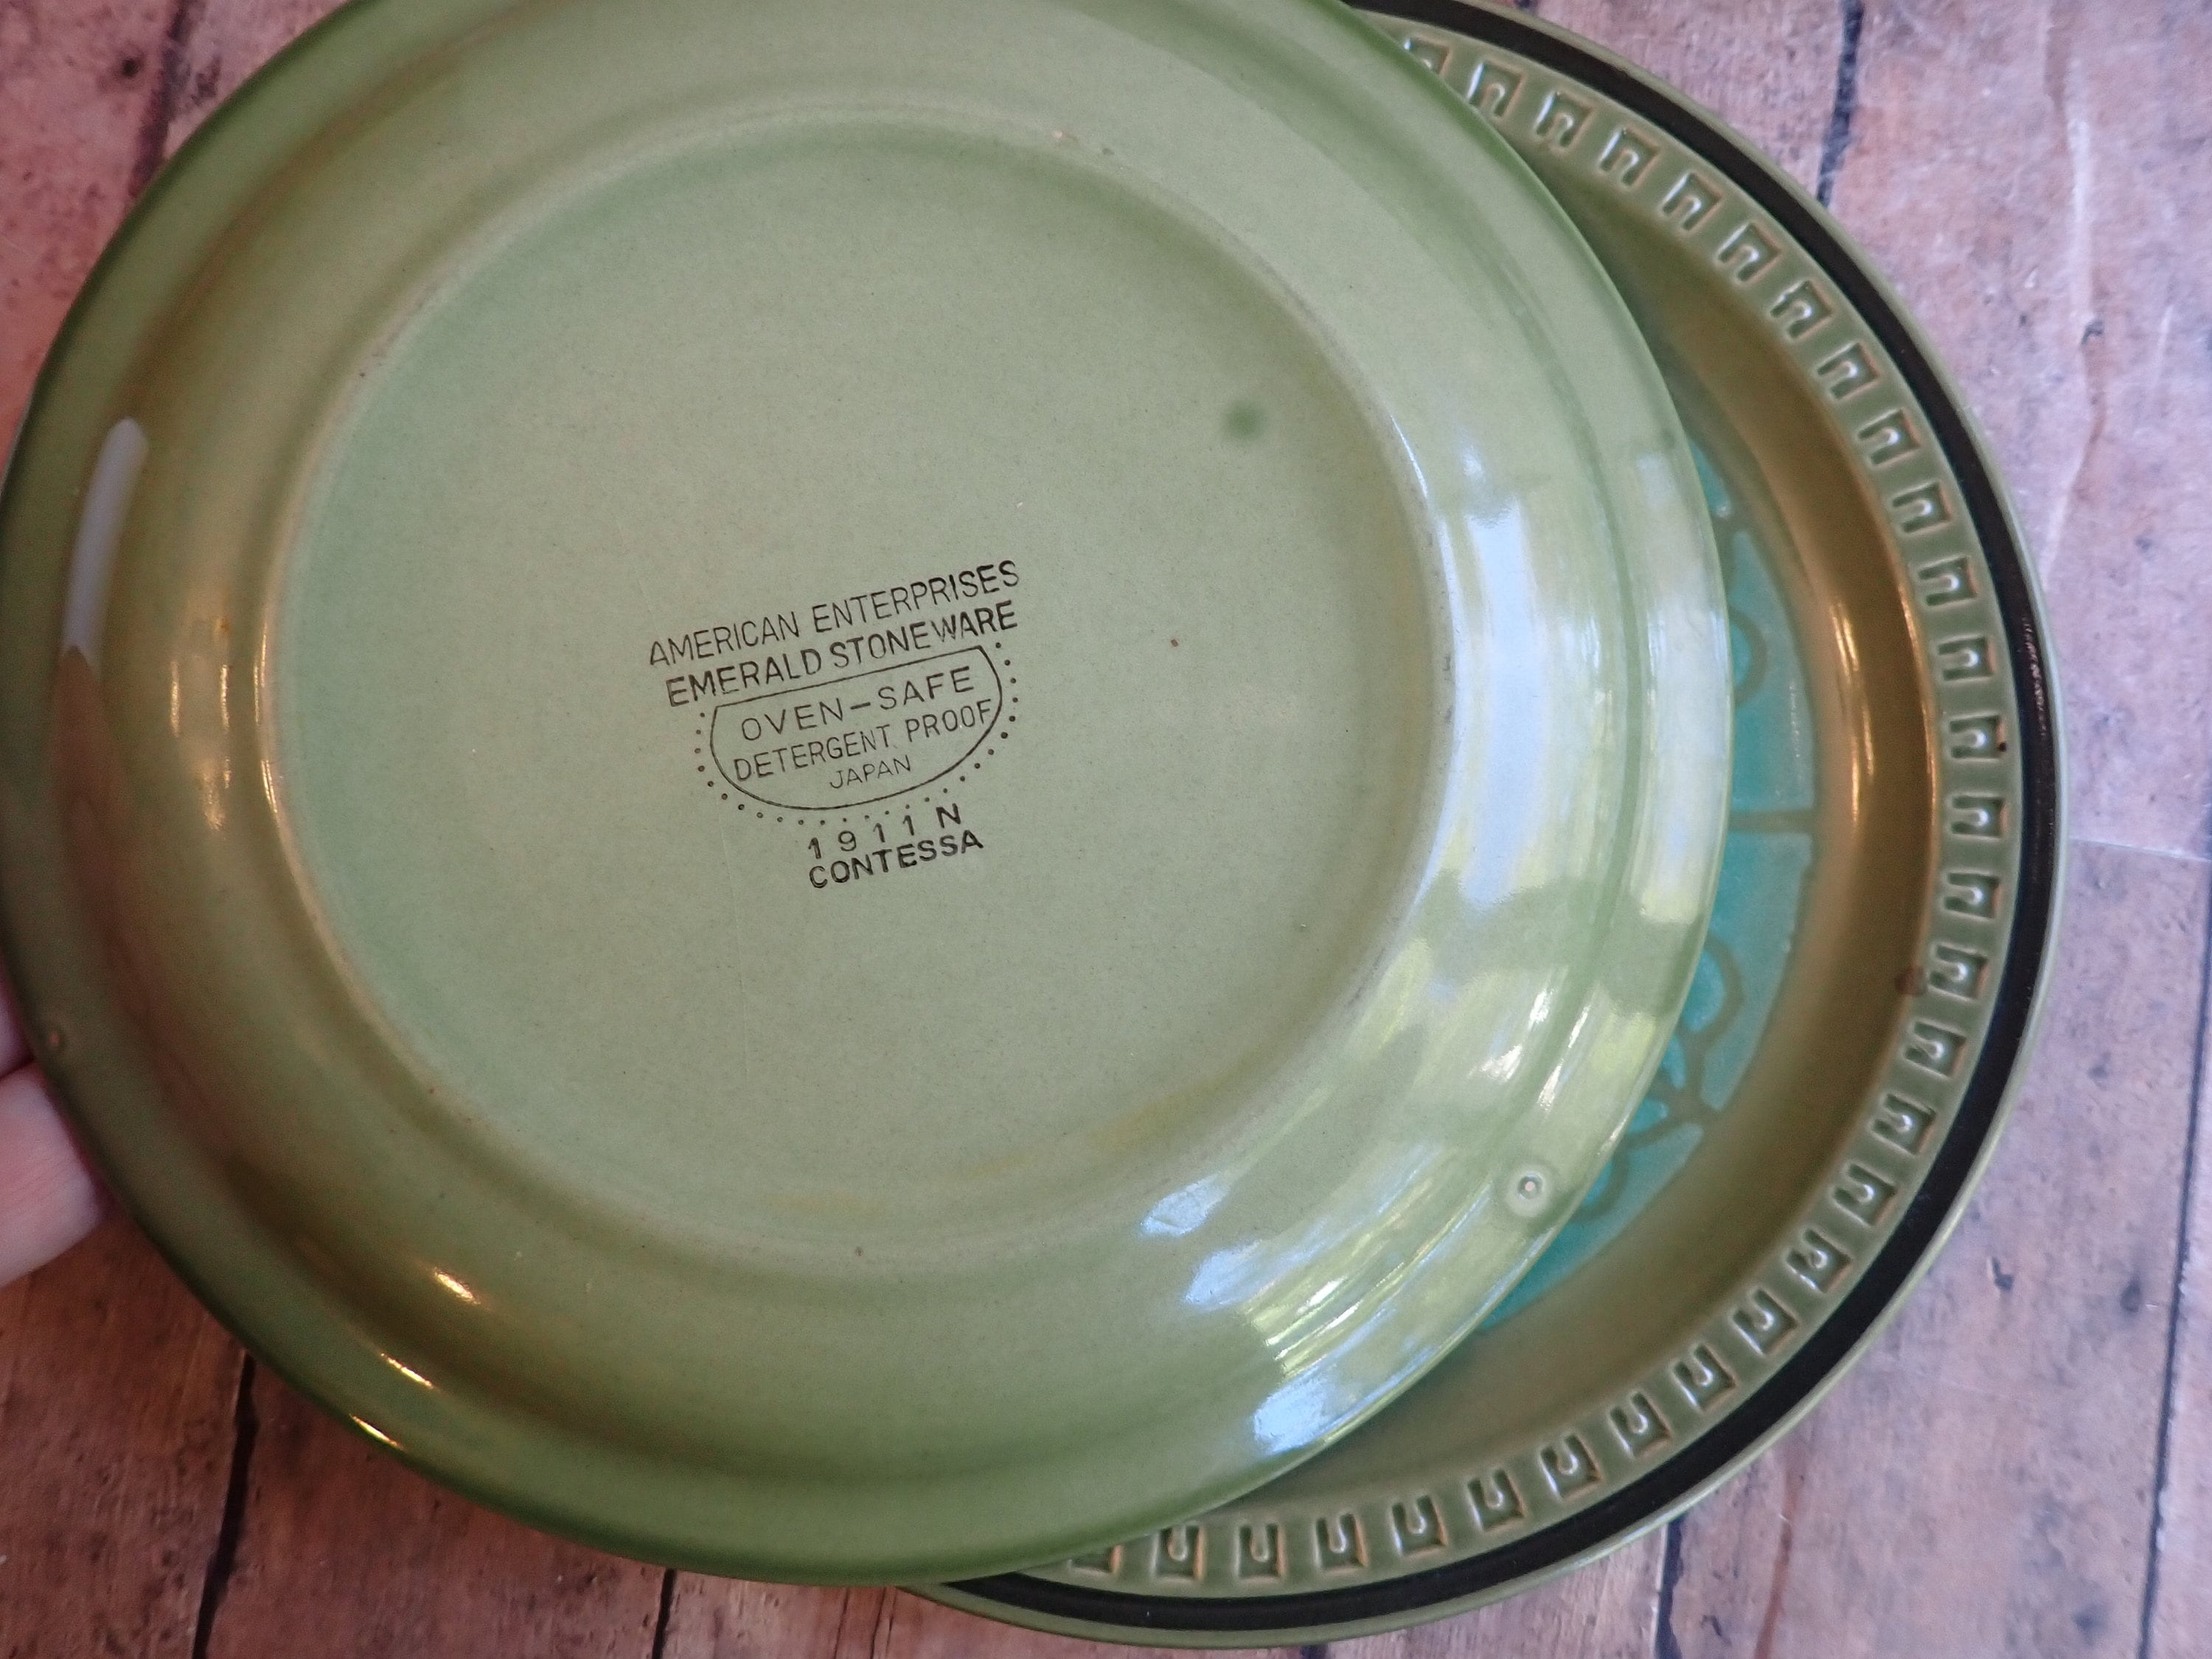 AMERICAN ENTERPRISES
EMERALD STONEWARE
OVEN-SAFE
DETERGENT PROOF
JAPAN
1911 N
CONTESSA